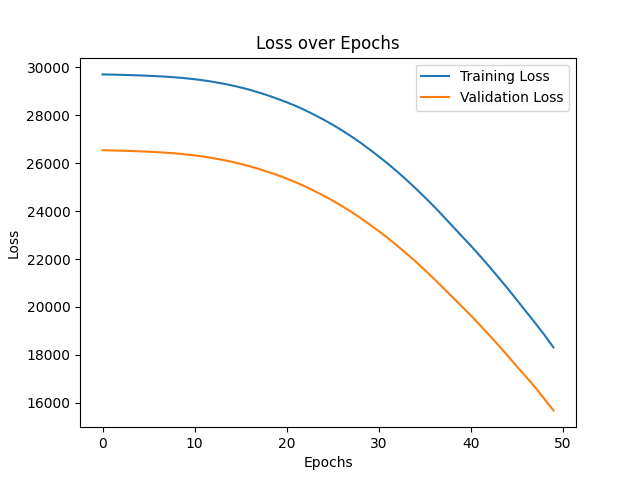 Loss over Epochs
Training Loss
Validation Loss
30000
28000
26000
24000
22000
20000
18000
16000
Loss
0 10 20 30 40 50
Epochs